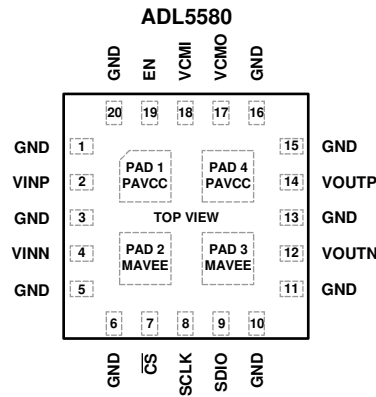 ADL5580
GND EN VCMI VCMO GND
20 19 18 17 16
GND 1 15 GND
PAD 1 PAVCC
PAD 4 PAVCC
VINP 2 14 VOUTP
GND 3 TOP VIEW 13 GND
PAD 2 MAVEE
PAD 3 MAVEE
VINN 4 12 VOUTN
GND 5 11 GND
6 7 8 9 10
GND C̅S̅ SCLK SDIO GND